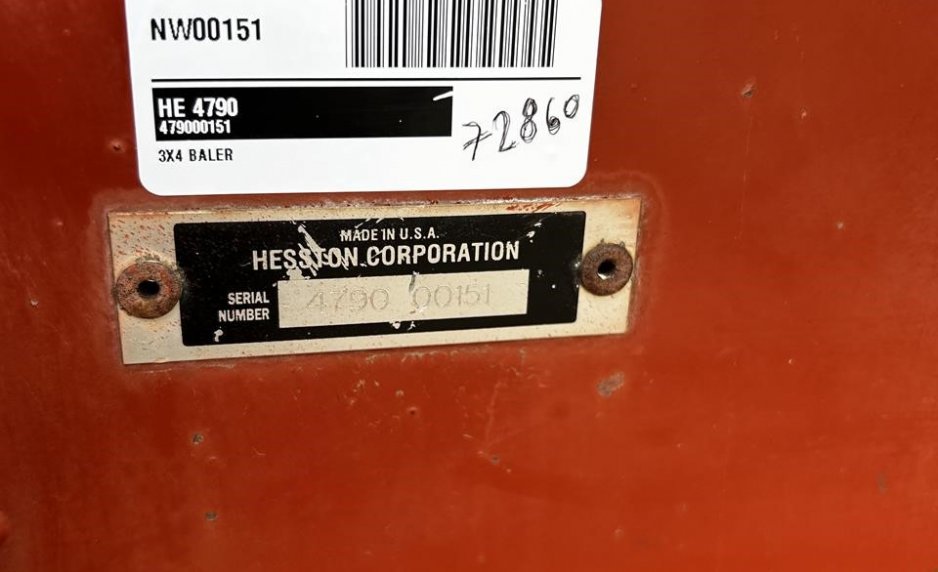 NW00151
HE 4790
479000151
72860
3X4 BALER
MADE IN U.S.A.
HESSTON CORPORATION
SERIAL
NUMBER
4790 00151